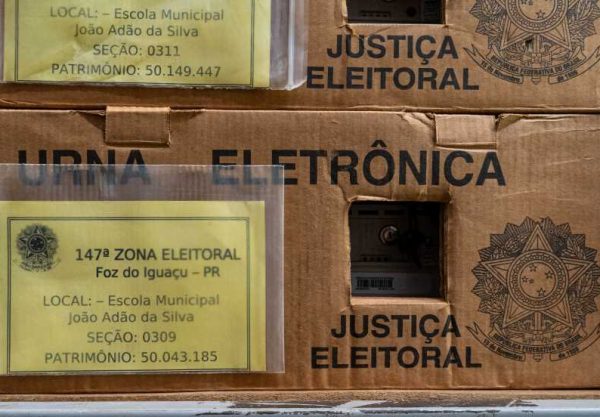 LOCAL: – Escola Municipal
João Adão da Silva
SEÇÃO: 0311
PATRIMÔNIO: 50.149.447
JUSTIÇA
ELEITORAL
URNA ELETRÔNICA
147ª ZONA ELEITORAL
Foz do Iguaçu – PR
LOCAL: – Escola Municipal
João Adão da Silva
SEÇÃO: 0309
PATRIMÔNIO: 50.043.185
JUSTIÇA
ELEITORAL